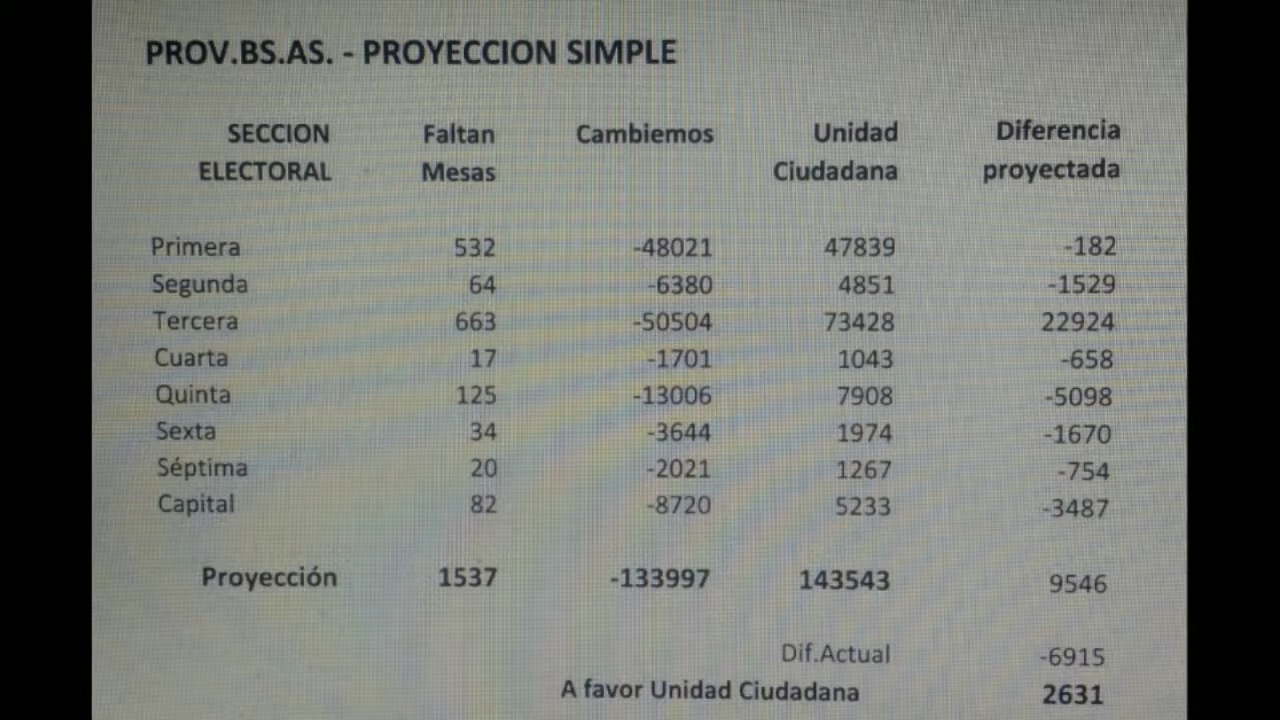 PROV.BS.AS. - PROYECCION SIMPLE
SECCION Faltan Cambiemos Unidad Diferencia
ELECTORAL Mesas Ciudadana proyectada
Primera 532 -48021 47839 -182
Segunda 64 -6380 4851 -1529
Tercera 663 -50504 73428 22924
Cuarta 17 -1701 1043 -658
Quinta 125 -13006 7908 -5098
Sexta 34 -3644 1974 -1670
Séptima 20 -2021 1267 -754
Capital 82 -8720 5233 -3487
Proyección 1537 -133997 143543 9546
Dif.Actual -6915
A favor Unidad Ciudadana 2631